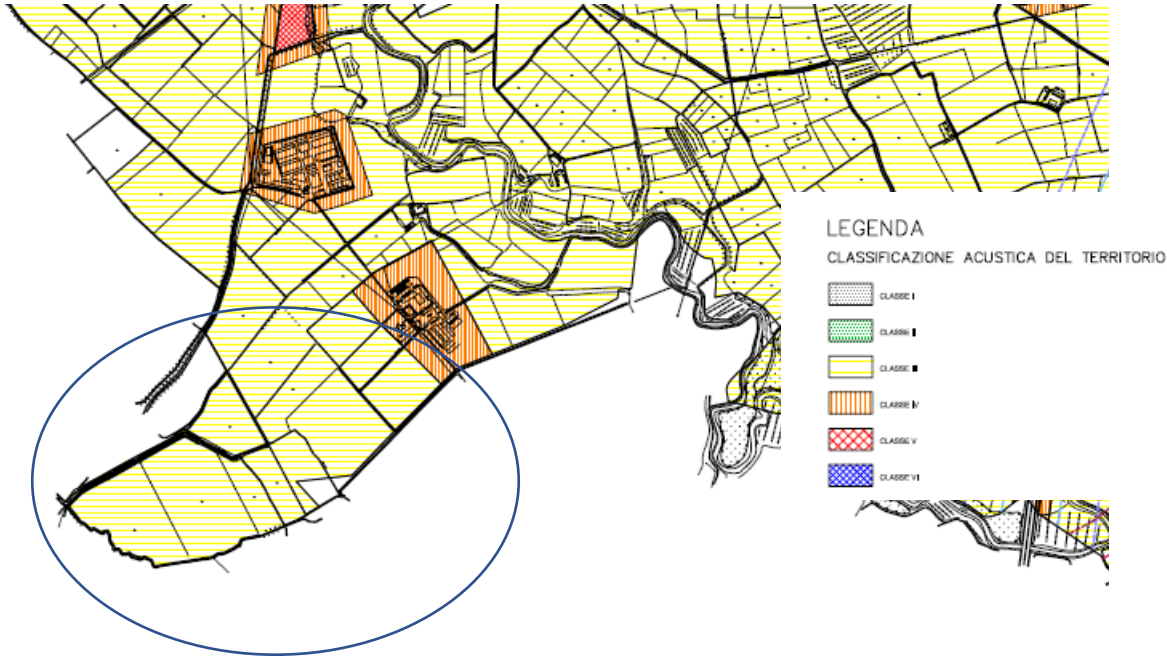 LEGENDA
CLASSIFICAZIONE ACUSTICA DEL TERRITORIO
CLASSE I
CLASSE II
CLASSE III
CLASSE IV
CLASSE V
CLASSE VI